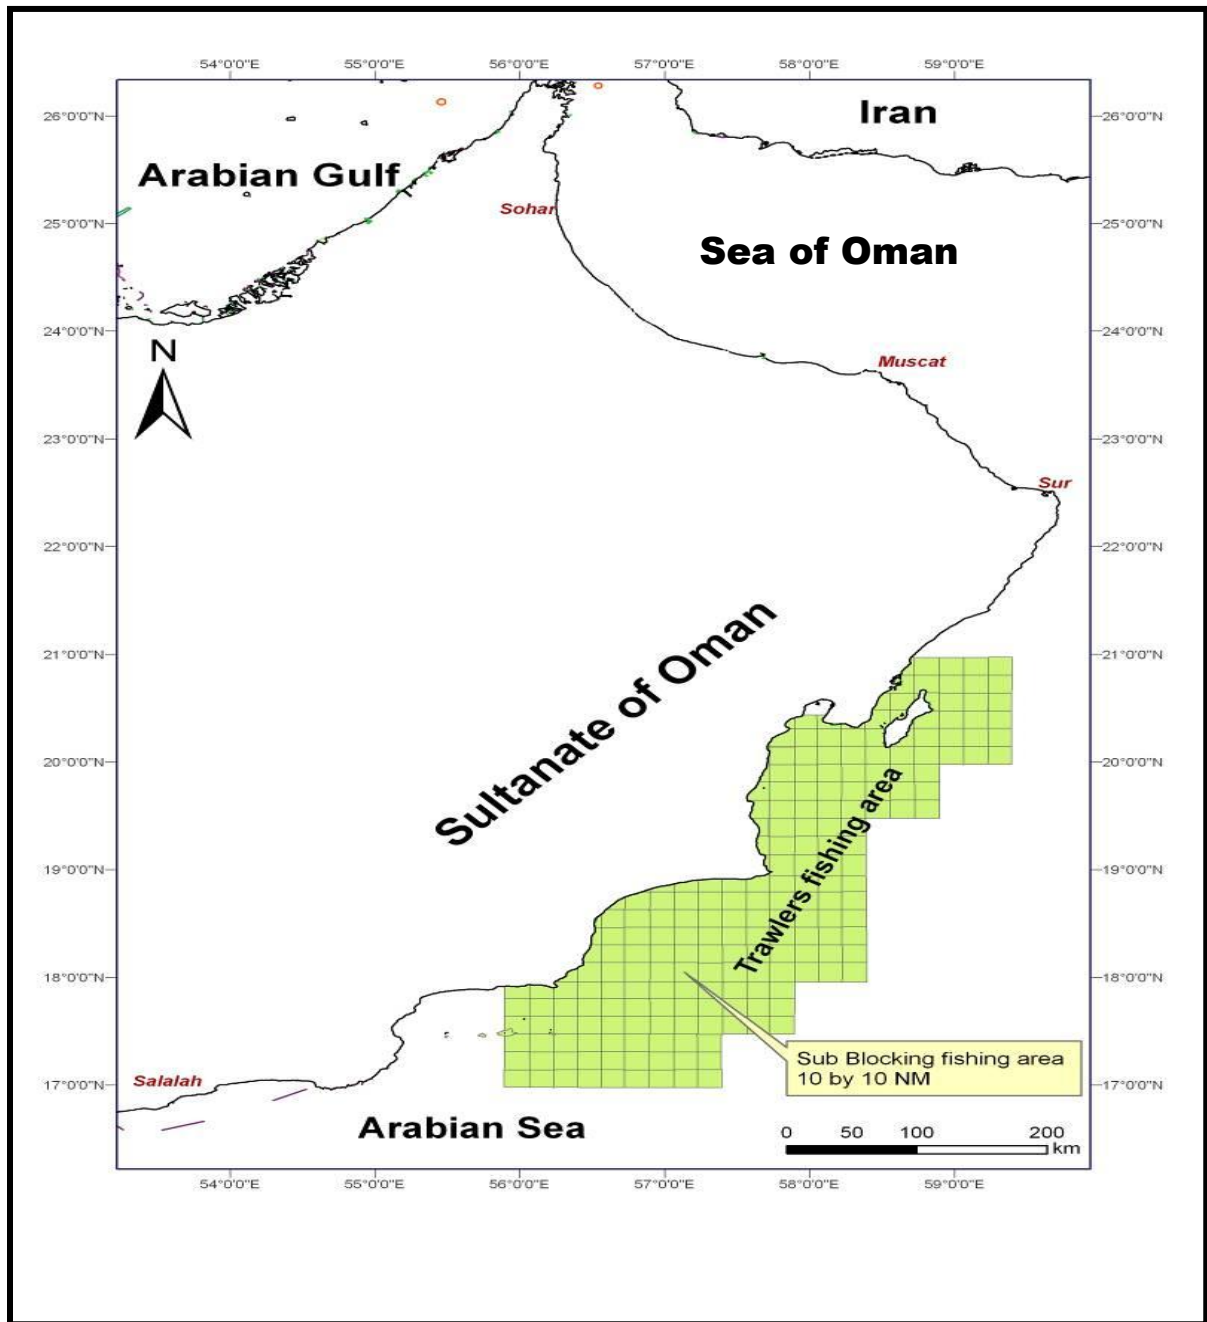 54°0'0"E 55°0'0"E 56°0'0"E 57°0'0"E 58°0'0"E 59°0'0"E
26°0'0"N Iran 26°0'0"N
Arabian Gulf
Sohar
25°0'0"N 25°0'0"N
Sea of Oman
24°0'0"N 24°0'0"N
N
Muscat
23°0'0"N 23°0'0"N
Sur
22°0'0"N 22°0'0"N
Sultanate of Oman
21°0'0"N 21°0'0"N
20°0'0"N 20°0'0"N
Trawlers fishing area
19°0'0"N 19°0'0"N
18°0'0"N 18°0'0"N
Sub Blocking fishing area
10 by 10 NM
Salalah
17°0'0"N 17°0'0"N
Arabian Sea
0 50 100 200
km
54°0'0"E 55°0'0"E 56°0'0"E 57°0'0"E 58°0'0"E 59°0'0"E